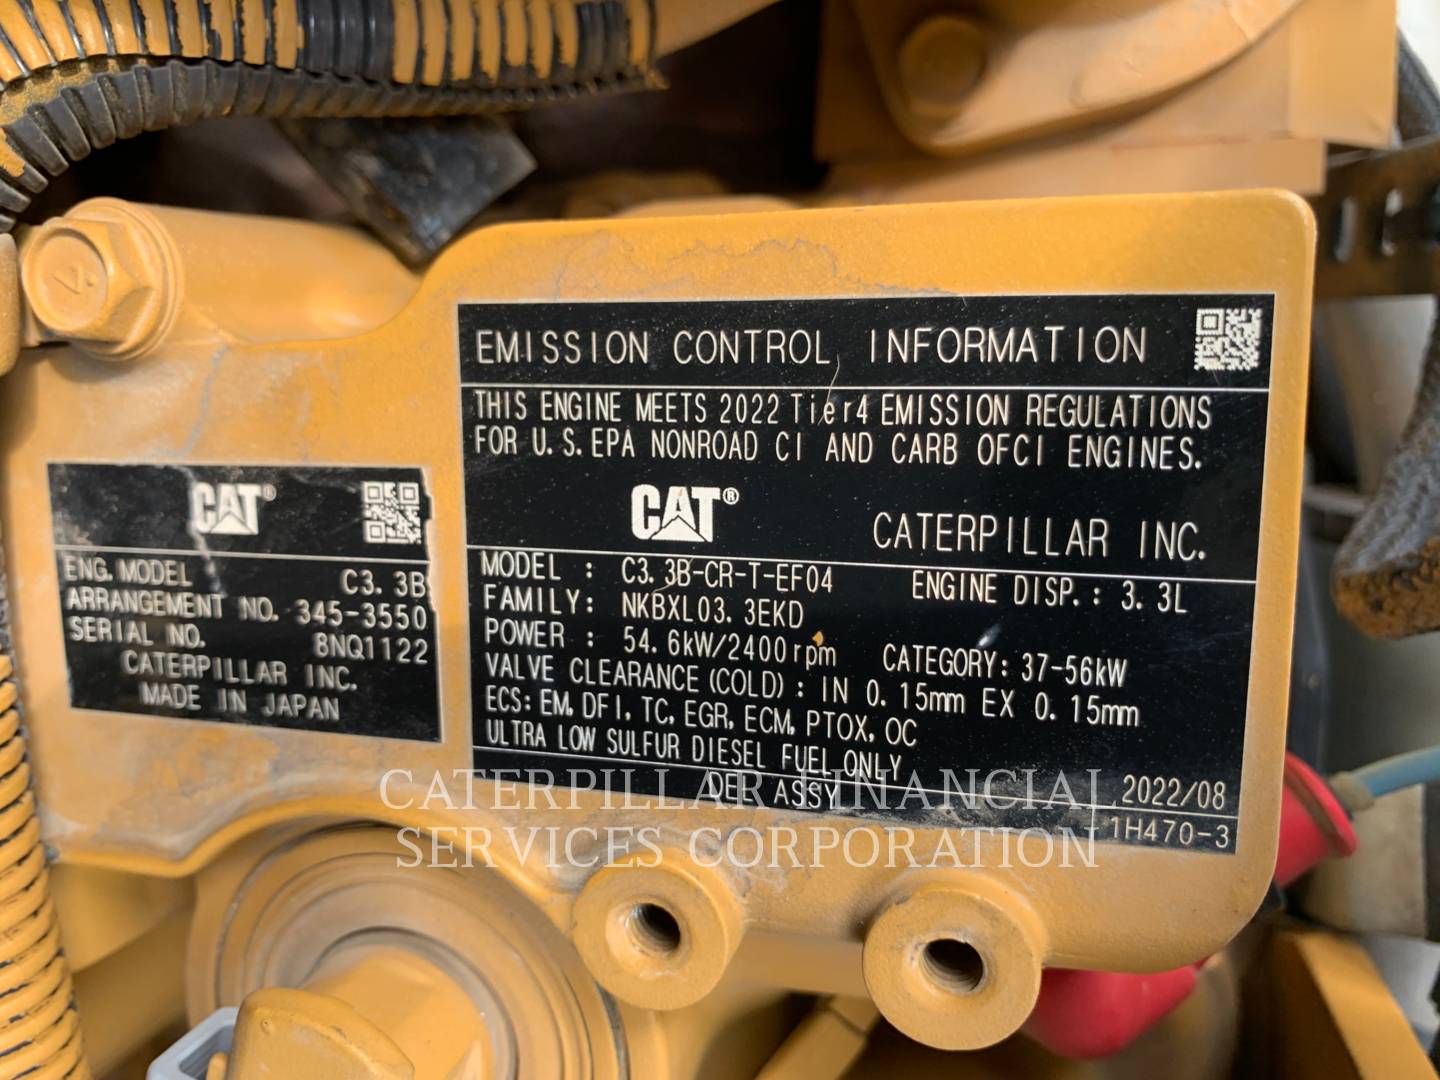 EMISSION CONTROL INFORMATION
THIS ENGINE MEETS 2022 Tier4 EMISSION REGULATIONS
FOR U.S.EPA NONROAD CI AND CARB OFCI ENGINES.
CAT®
CATERPILLAR INC.
MODEL : C3.3B-CR-T-EF04 ENGINE DISP.: 3.3L
FAMILY: NKBXL03.3EKD
POWER : 54.6kW/2400rpm CATEGORY: 37-56kW
VALVE CLEARANCE (COLD) : IN 0.15mm EX 0.15mm
ECS: EM, DFI, TC, EGR, ECM, PTOX, OC
ULTRA LOW SULFUR DIESEL FUEL ONLY
DEL ASSY
2022/08
1H470-3
CAT®
ENG. MODEL C3.3B
ARRANGEMENT NO. 345-3550
SERIAL NO. 8NQ1122
CATERPILLAR INC.
MADE IN JAPAN
CATERPILLAR FINANCIAL
SERVICES CORPORATION